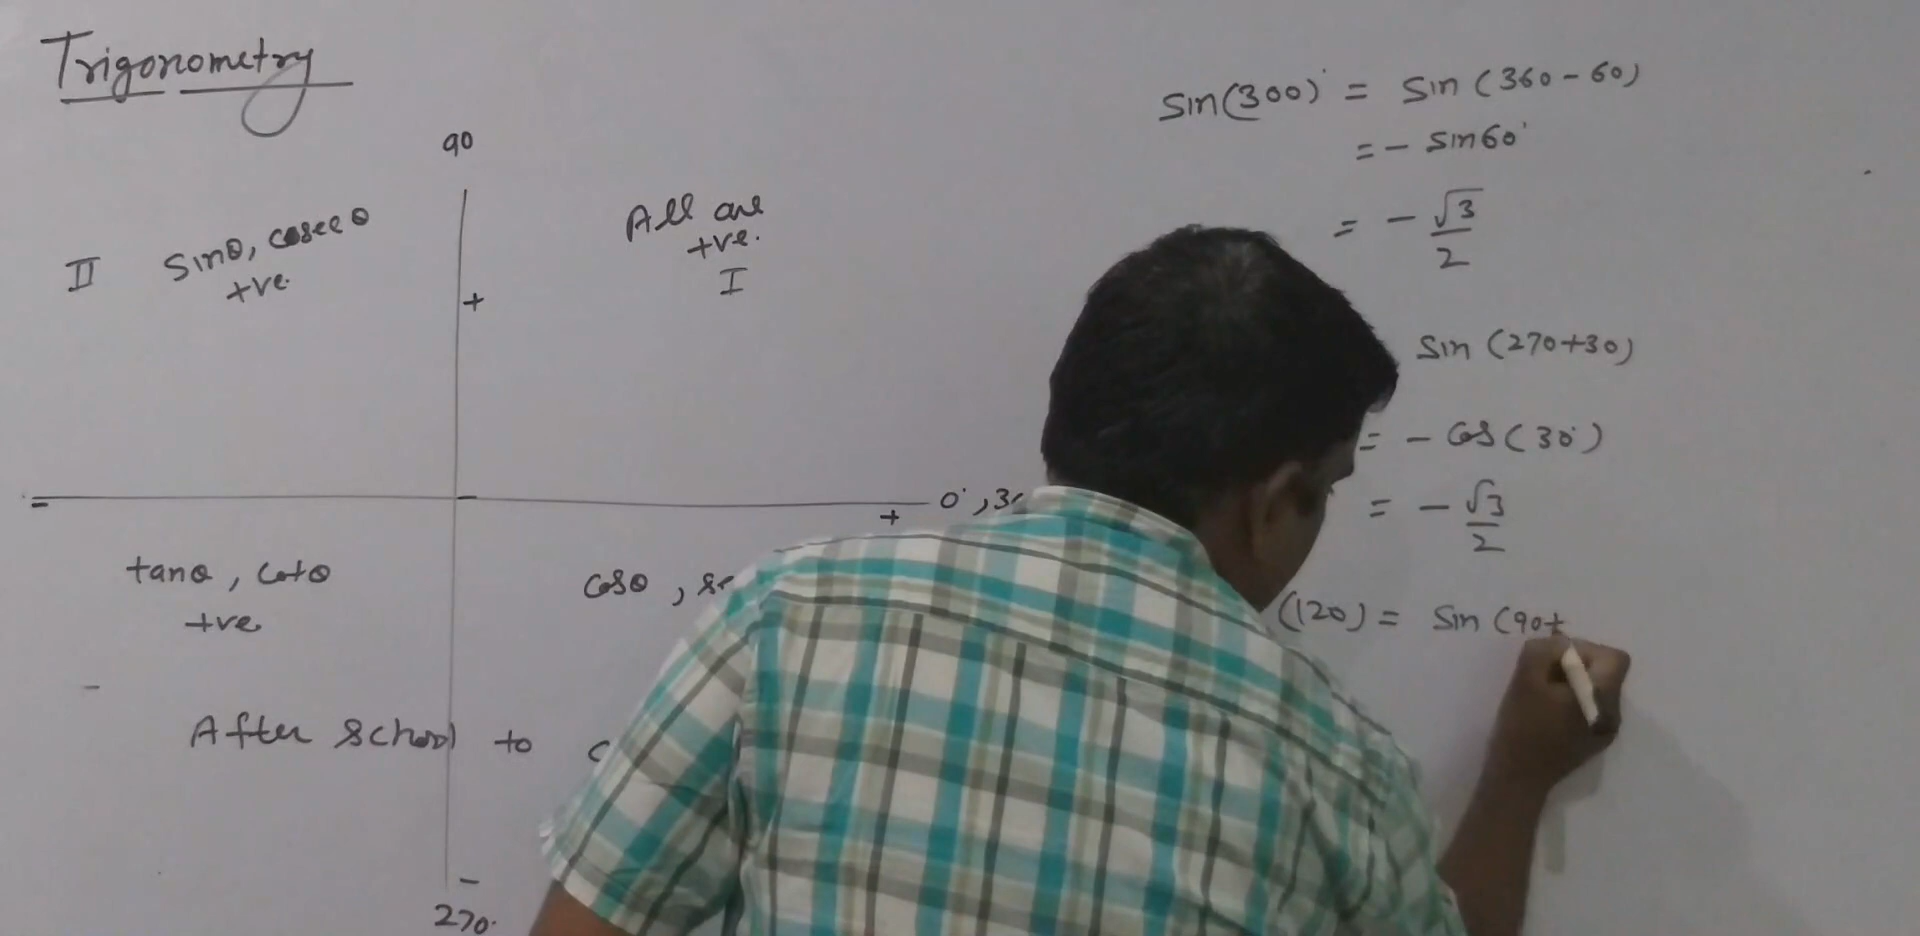 Trigonometry
90
II sinθ, cosecθ
+ve.
All are
+ve.
I
+
-
-
+
0°, 3
tanθ, cotθ
+ve
cosθ, se
-
After school to c
-
270.
sin(300)° = sin (360-60)
= - sin60°
= - √3/2
sin (270+30)
= - cos (30°)
= - √3/2
(120) = sin (90+